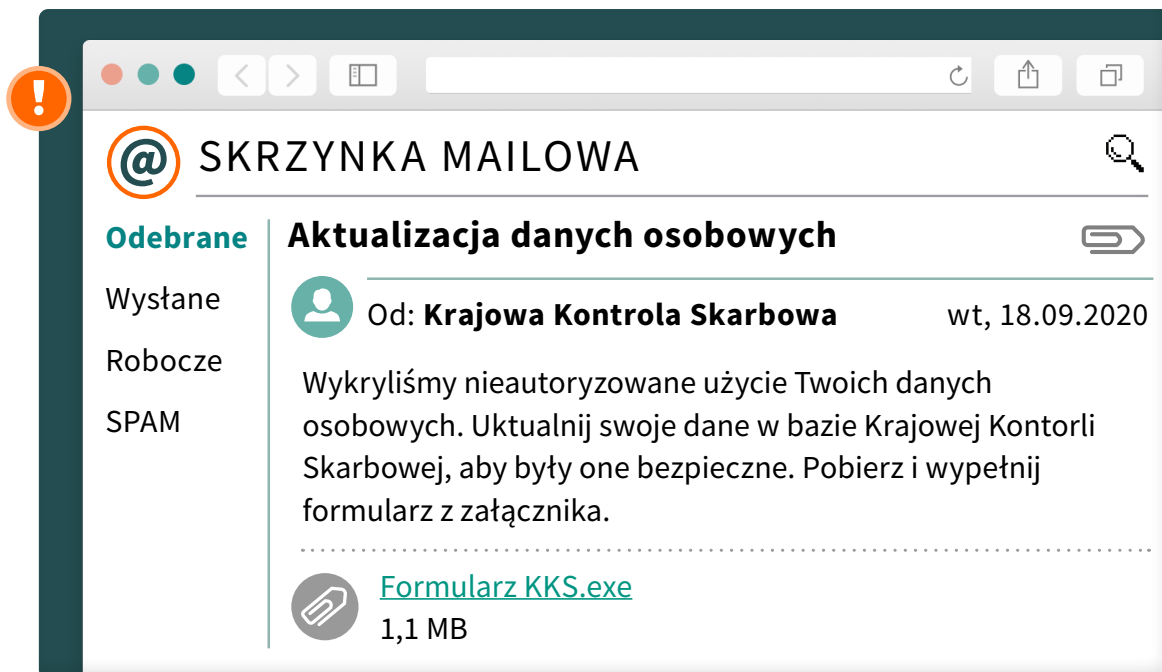 !
@ SKRZYNKA MAILOWA
Odebrane
Wysłane
Robocze
SPAM
Aktualizacja danych osobowych
Od: Krajowa Kontrola Skarbowa wt, 18.09.2020
Wykryliśmy nieautoryzowane użycie Twoich danych
osobowych. Uktualnij swoje dane w bazie Krajowej Kontorli
Skarbowej, aby były one bezpieczne. Pobierz i wypełnij
formularz z załącznika.
Formularz KKS.exe
1,1 MB